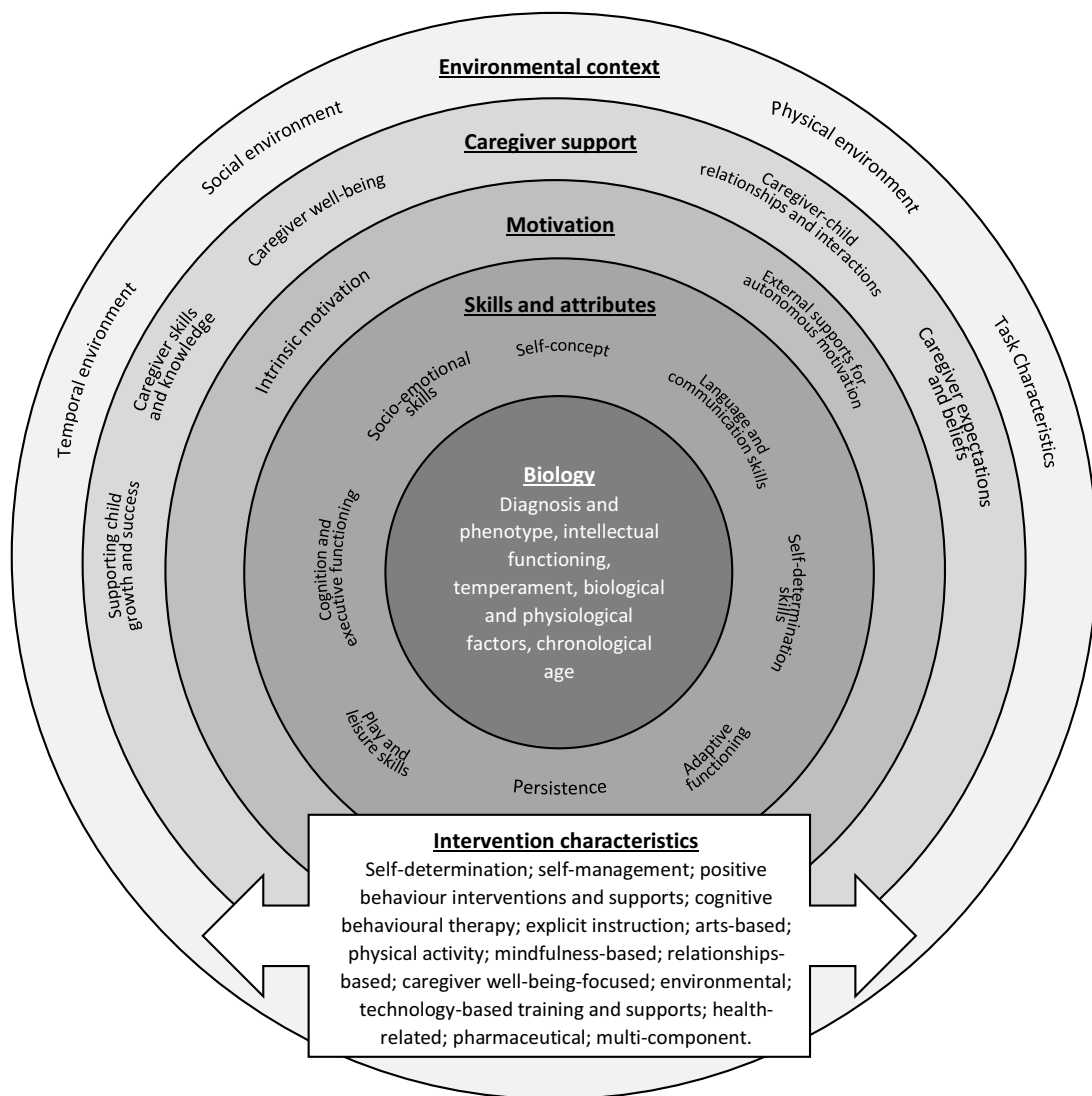 Environmental context
Social environment
Physical environment
Temporal environment
Task Characteristics
Caregiver support
Caregiver well-being
Caregiver-child
relationships and interactions
Caregiver skills
and knowledge
Caregiver expectations
and beliefs
Supporting child
growth and success
Motivation
Intrinsic motivation
External supports for
autonomous motivation
Skills and attributes
Self-concept
Socio-emotional
skills
Language and
communication skills
Cognition and
executive functioning
Self-determination
skills
Play and
leisure skills
Adaptive
functioning
Persistence
Biology
Diagnosis and
phenotype, intellectual
functioning,
temperament, biological
and physiological
factors, chronological
age
Intervention characteristics
Self-determination; self-management; positive
behaviour interventions and supports; cognitive
behavioural therapy; explicit instruction; arts-based;
physical activity; mindfulness-based; relationships-
based; caregiver well-being-focused; environmental;
technology-based training and supports; health-
related; pharmaceutical; multi-component.